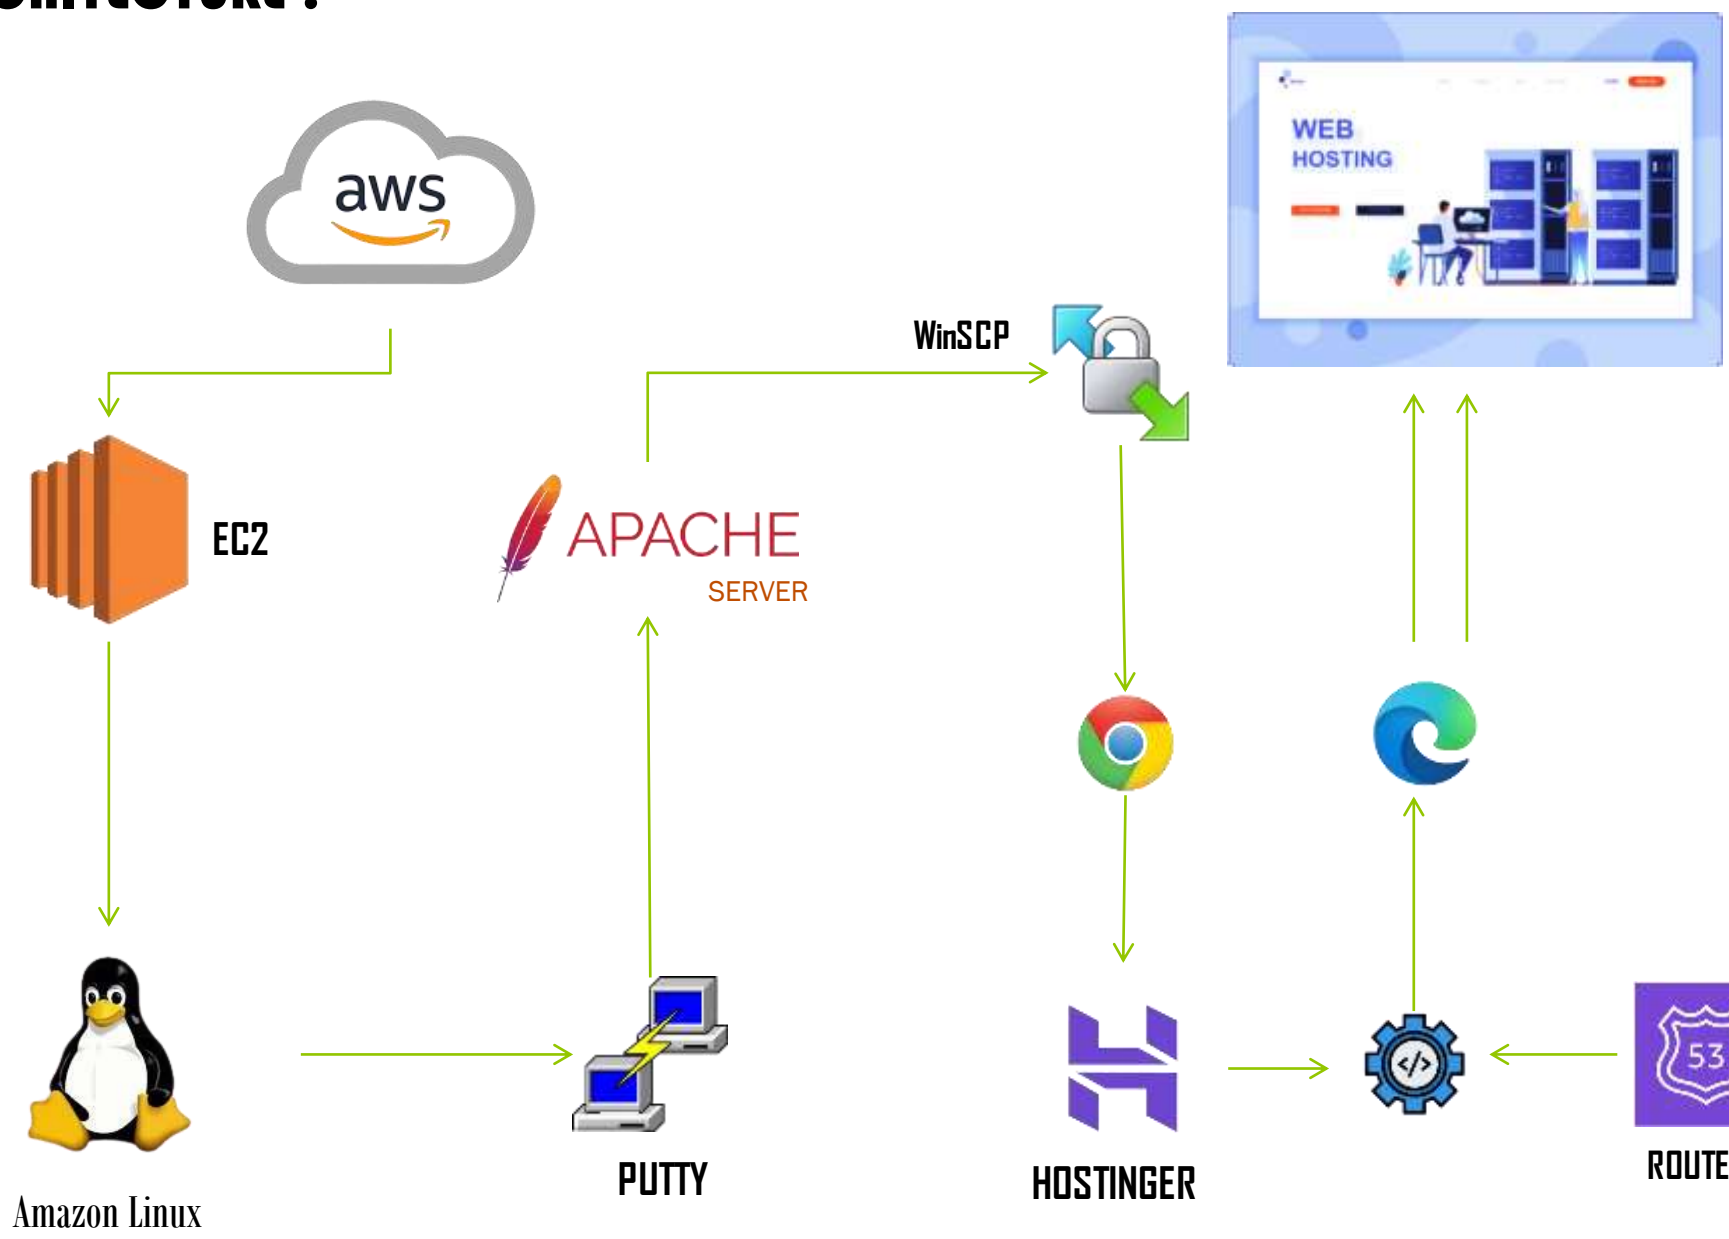 aws
WEB
HOSTING
WinSCP
EC2
APACHE
SERVER
</>
53
PUTTY
HOSTINGER
ROUTE
Amazon Linux